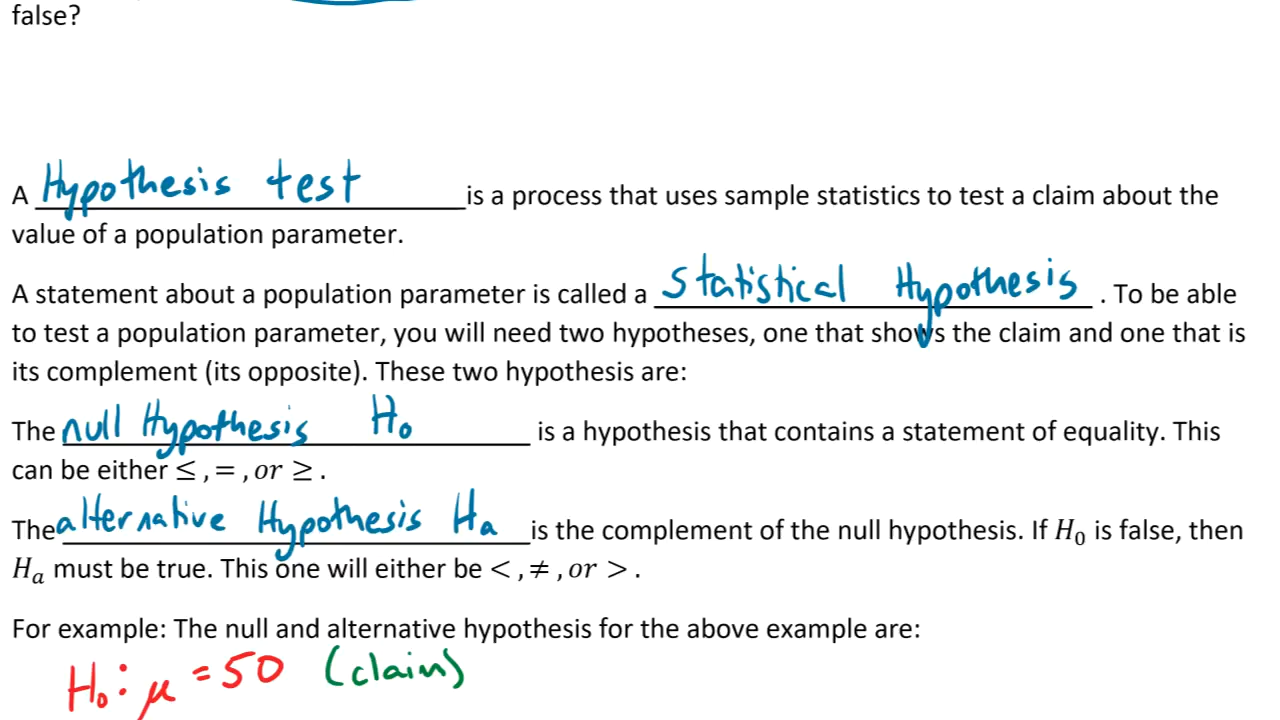 false?
A Hypothesis test is a process that uses sample statistics to test a claim about the
value of a population parameter.
A statement about a population parameter is called a Statistical Hypothesis . To be able
to test a population parameter, you will need two hypotheses, one that shows the claim and one that is
its complement (its opposite). These two hypothesis are:
The null Hypothesis H₀ is a hypothesis that contains a statement of equality. This
can be either ≤ , = , or ≥ .
The alternative Hypothesis Hₐ is the complement of the null hypothesis. If H₀ is false, then
Hₐ must be true. This one will either be < , ≠ , or > .
For example: The null and alternative hypothesis for the above example are:
H₀ : μ = 50 (claim)